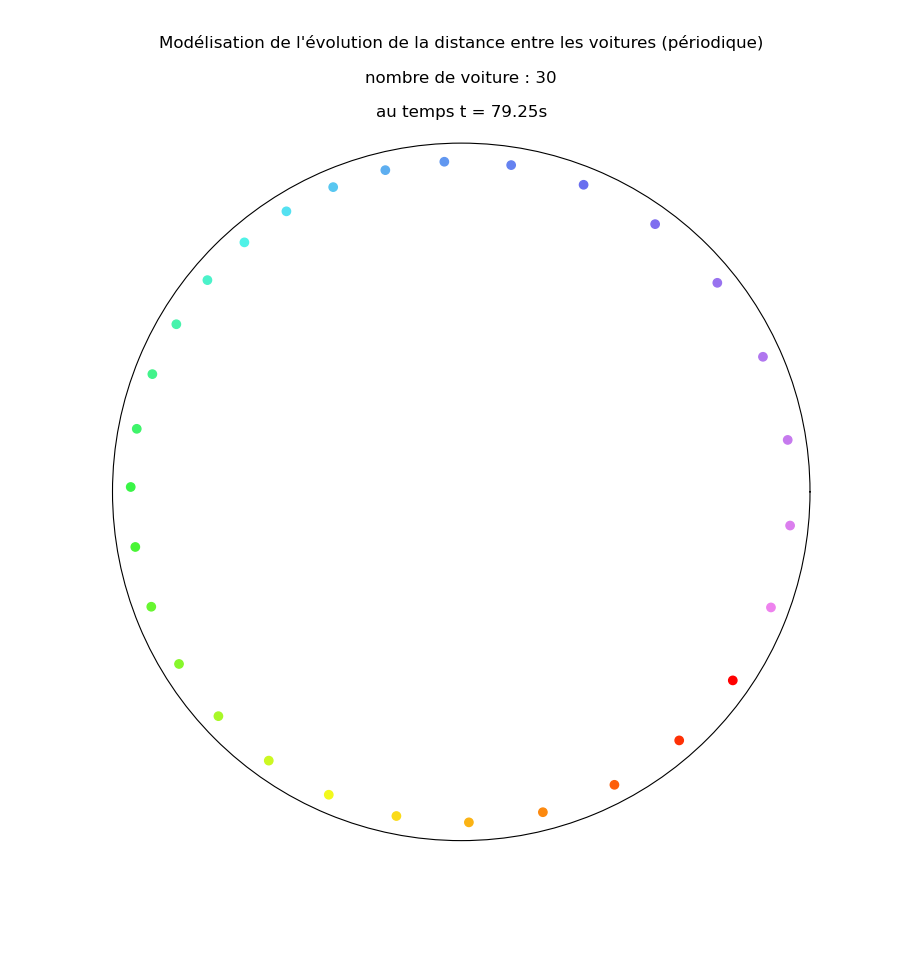 Modélisation de l'évolution de la distance entre les voitures (périodique)
nombre de voiture : 30
au temps t = 79.25s